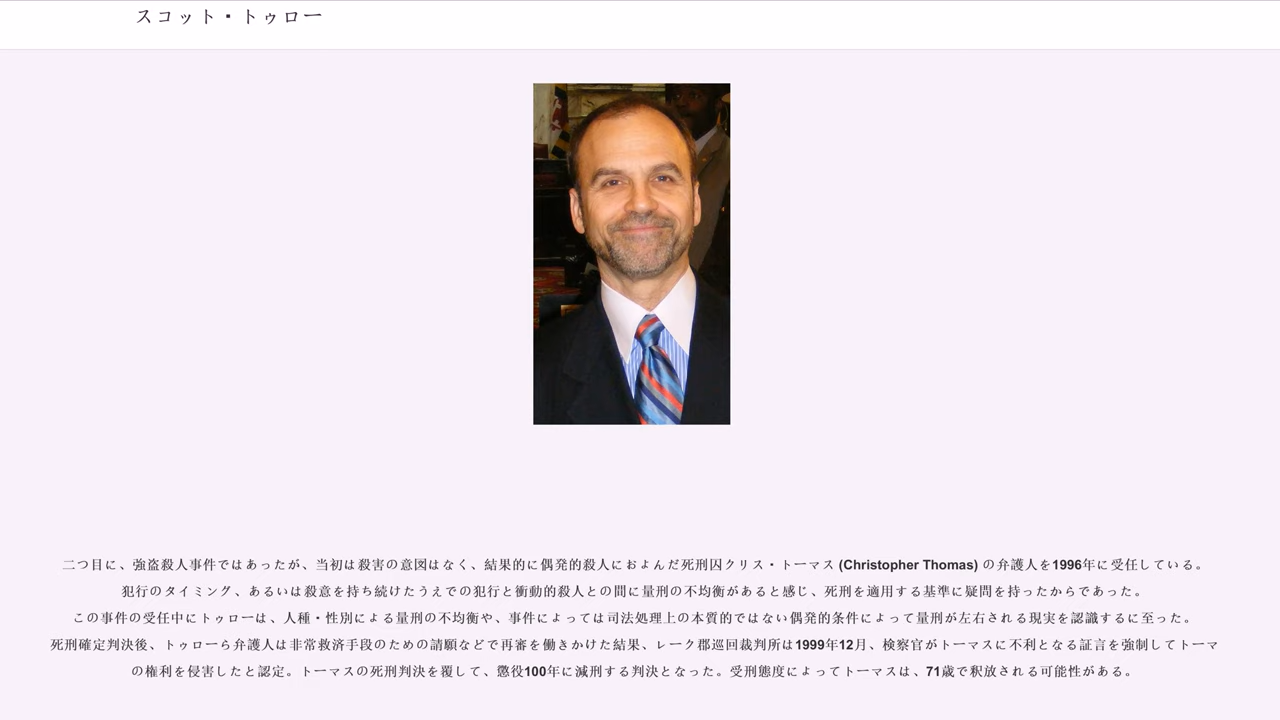 スコット・トゥロー
二つ目に、強盗殺人事件ではあったが、当初は殺害の意図はなく、結果的に偶発的殺人におよんだ死刑囚クリス・トーマス (Christopher Thomas) の弁護人を1996年に受任している。
犯行のタイミング、あるいは殺意を持ち続けたうえでの犯行と衝動的殺人との間に量刑の不均衡があると感じ、死刑を適用する基準に疑問を持ったからであった。
この事件の受任中にトゥローは、人種・性別による量刑の不均衡や、事件によっては司法処理上の本質的ではない偶発的条件によって量刑が左右される現実を認識するに至った。
死刑確定判決後、トゥローら弁護人は非常救済手段のための請願などで再審を働きかけた結果、レーク郡巡回裁判所は1999年12月、検察官がトーマスに不利となる証言を強制してトーマ
の権利を侵害したと認定。トーマスの死刑判決を覆して、懲役100年に減刑する判決となった。受刑態度によってトーマスは、71歳で釈放される可能性がある。